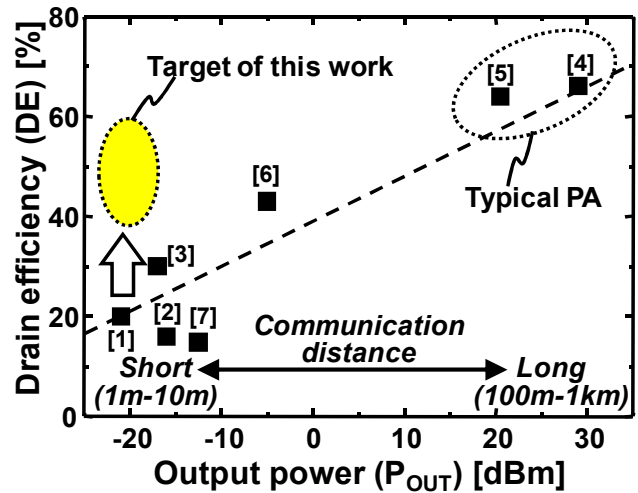 Drain efficiency (DE) [%]
80
60
40
20
0
Target of this work
[5]
[4]
Typical PA
[6]
[3]
[1]
[2]
[7]
Communication
distance
Short
(1m-10m)
Long
(100m-1km)
-20
-10
0
10
20
30
Output power (POUT) [dBm]